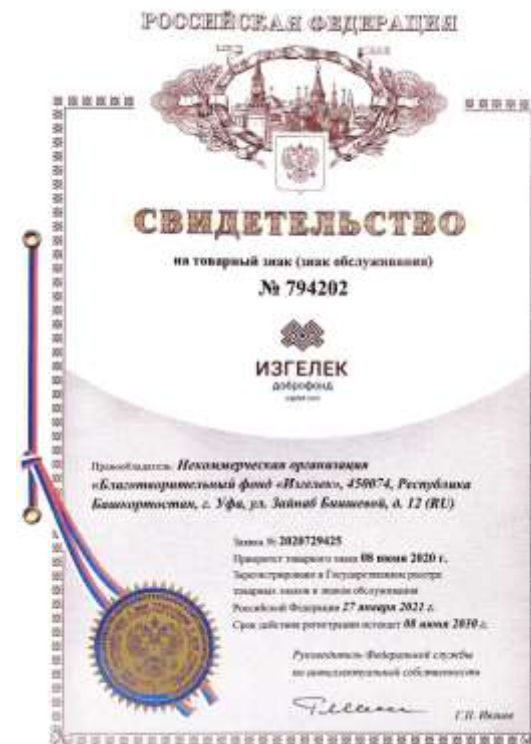 РОССИЙСКАЯ ФЕДЕРАЦИЯ
СВИДЕТЕЛЬСТВО
на товарный знак (знак обслуживания)
№ 794202
ИЗГЕЛЕК
доброфонд
Правообладатель: Некоммерческая организация
«Благотворительный фонд «Изгелек», 450074, Республика
Башкортостан, г. Уфа, ул. Зайнаб Биишевой, д. 12 (RU)
Заявка № 2020729425
Приоритет товарного знака 08 июня 2020 г.
Зарегистрировано в Государственном реестре
товарных знаков и знаков обслуживания
Российской Федерации 27 января 2021 г.
Срок действия регистрации истекает 08 июня 2030 г.
Руководитель Федеральной службы
по интеллектуальной собственности
Г.П. Ивлиев